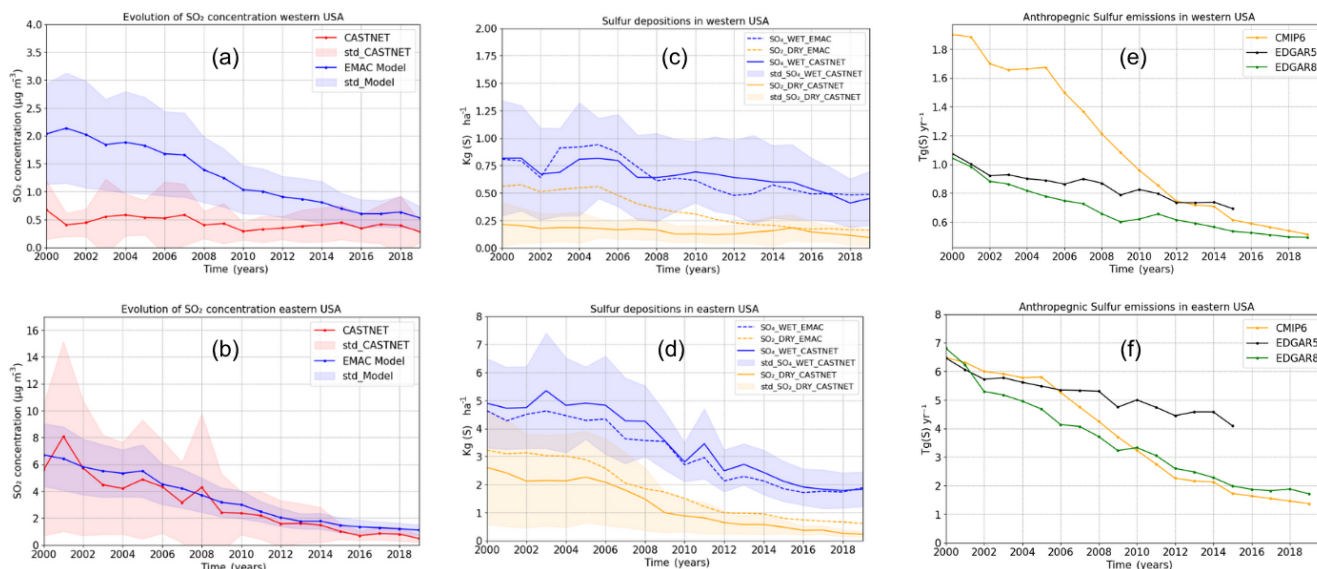 Evolution of SO₂ concentration western USA
(a)
CASTNET
std_CASTNET
EMAC Model
std_Model
SO₂ concentration (μg m⁻³)
4.0
3.5
3.0
2.5
2.0
1.5
1.0
0.5
0.0
2000 2002 2004 2006 2008 2010 2012 2014 2016 2018
Time (years)
Sulfur depositions in western USA
(c)
SO₄_WET_EMAC
SO₂_DRY_EMAC
SO₄_WET_CASTNET
std_SO₄_WET_CASTNET
SO₂_DRY_CASTNET
std_SO₂_DRY_CASTNET
Kg (S) ha⁻¹
2.00
1.75
1.50
1.25
1.00
0.75
0.50
0.25
0.00
2000 2002 2004 2006 2008 2010 2012 2014 2016 2018
Time (years)
Anthropegnic Sulfur emissions in western USA
(e)
CMIP6
EDGAR5
EDGAR8
Tg(S) yr⁻¹
1.8
1.6
1.4
1.2
1.0
0.8
0.6
2000 2002 2004 2006 2008 2010 2012 2014 2016 2018
Time (years)
Evolution of SO₂ concentration eastern USA
(b)
CASTNET
std_CASTNET
EMAC Model
std_Model
SO₂ concentration (μg m⁻³)
16
14
12
10
8
6
4
2
0
2000 2002 2004 2006 2008 2010 2012 2014 2016 2018
Time (years)
Sulfur depositions in eastern USA
(d)
SO₄_WET_EMAC
SO₂_DRY_EMAC
SO₄_WET_CASTNET
std_SO₄_WET_CASTNET
SO₂_DRY_CASTNET
std_SO₂_DRY_CASTNET
Kg (S) ha⁻¹
8
7
6
5
4
3
2
1
0
2000 2002 2004 2006 2008 2010 2012 2014 2016 2018
Time (years)
Anthropegnic Sulfur emissions in eastern USA
(f)
CMIP6
EDGAR5
EDGAR8
Tg(S) yr⁻¹
8
7
6
5
4
3
2
1
0
2000 2002 2004 2006 2008 2010 2012 2014 2016 2018
Time (years)